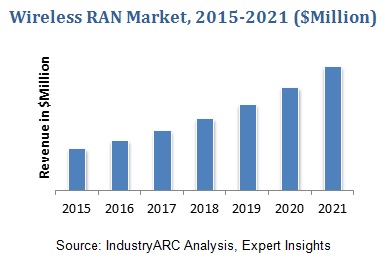 Wireless RAN Market, 2015-2021 ($Million)
Revenue in $Million
2015 2016 2017 2018 2019 2020 2021
Source: IndustryARC Analysis, Expert Insights